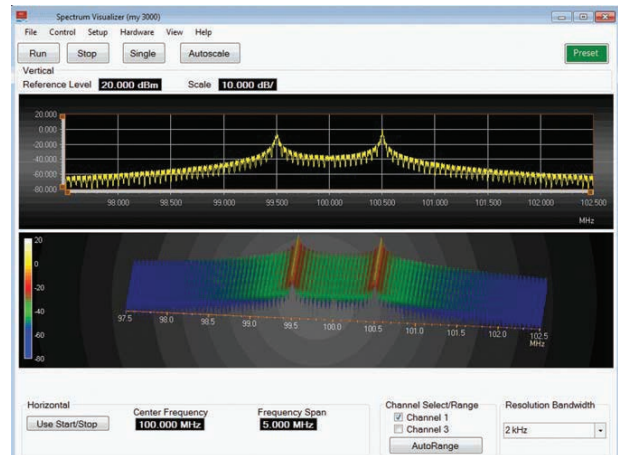 Spectrum Visualizer (my 3000)
File Control Setup Hardware View Help
Run Stop Single Autoscale Preset
Vertical
Reference Level 20.000 dBm Scale 10.000 dB/
20.000
0.000
-20.000
-40.000
-60.000
-80.000
98.000 98.500 99.000 99.500 100.000 100.500 101.000 101.500 102.000 102.500
MHz
20
0
-20
-40
-60
-80
97.5 98.0 98.5 99.0 99.5 100.0 100.5 101.0 101.5 102.0 102.5
MHz
Horizontal
Use Start/Stop
Center Frequency
100.000 MHz
Frequency Span
5.000 MHz
Channel Select/Range
Channel 1
Channel 3
AutoRange
Resolution Bandwidth
2 kHz